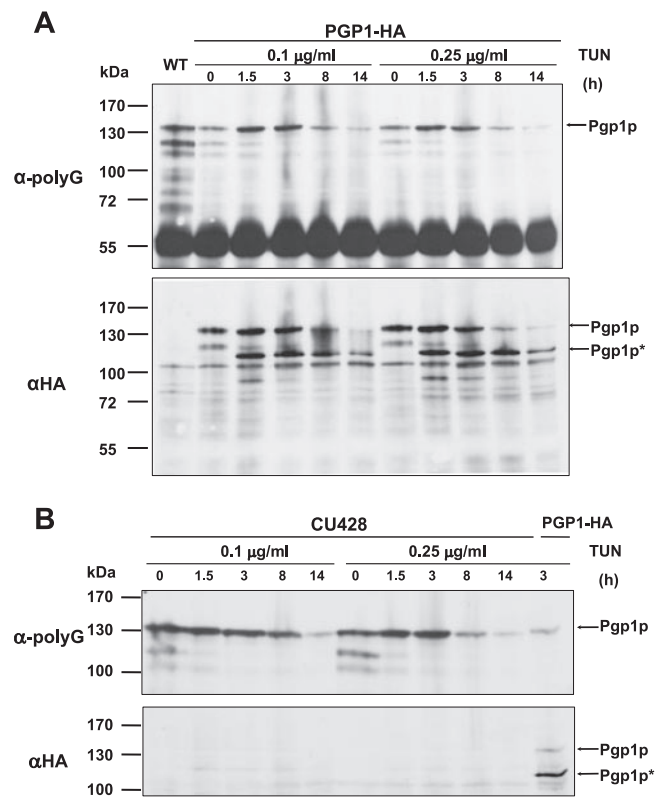 A
PGP1-HA
WT 0.1 µg/ml 0.25 µg/ml TUN
kDa 0 1.5 3 8 14 0 1.5 3 8 14 (h)
170
130 Pgp1p
α-polyG 100
72
55
170
130 Pgp1p
Pgp1p*
100
αHA 72
55
B
CU428 PGP1-HA
0.1 µg/ml 0.25 µg/ml TUN
kDa 0 1.5 3 8 14 0 1.5 3 8 14 3 (h)
170
α-polyG 130 Pgp1p
100
170
130 Pgp1p
αHA Pgp1p*
100